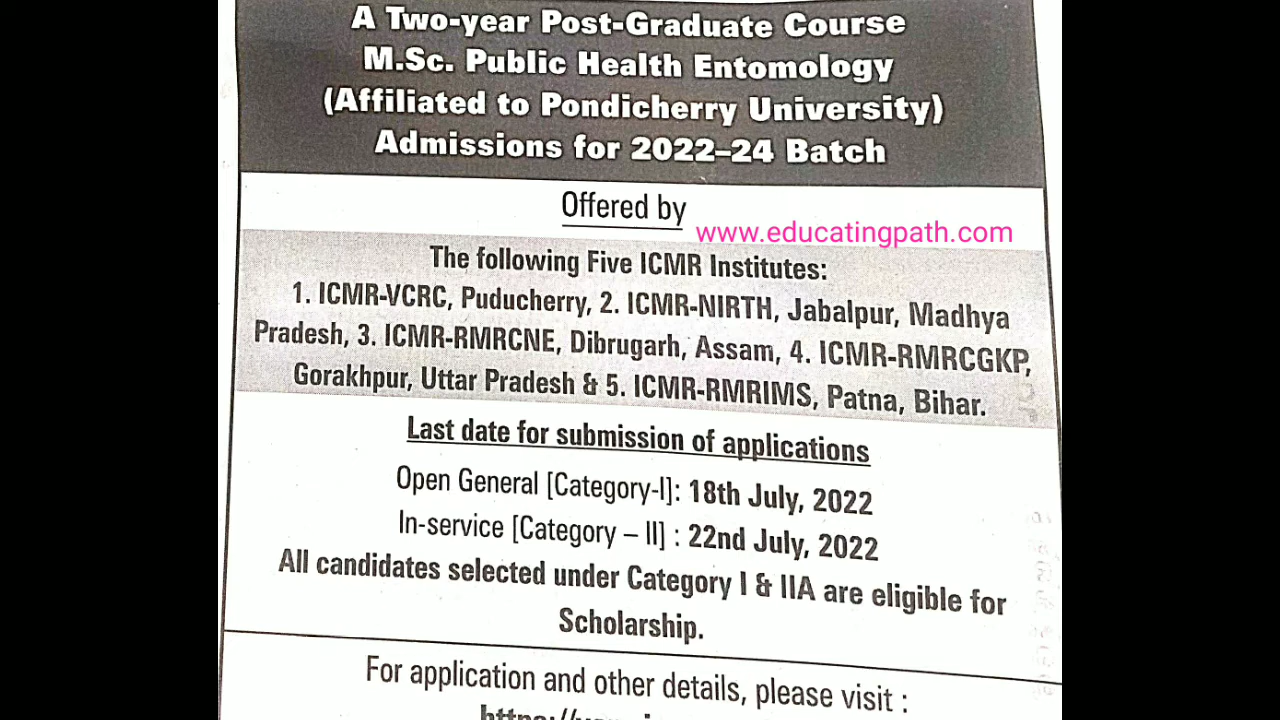 A Two-year Post-Graduate Course
M.Sc. Public Health Entomology
(Affiliated to Pondicherry University)
Admissions for 2022–24 Batch
Offered by
www.educatingpath.com
The following Five ICMR Institutes:
1. ICMR-VCRC, Puducherry, 2. ICMR-NIRTH, Jabalpur, Madhya
Pradesh, 3. ICMR-RMRCNE, Dibrugarh, Assam, 4. ICMR-RMRCGKP,
Gorakhpur, Uttar Pradesh & 5. ICMR-RMRIMS, Patna, Bihar.
Last date for submission of applications
Open General [Category-I]: 18th July, 2022
In-service [Category – II] : 22nd July, 2022
All candidates selected under Category I & IIA are eligible for
Scholarship.
For application and other details, please visit :